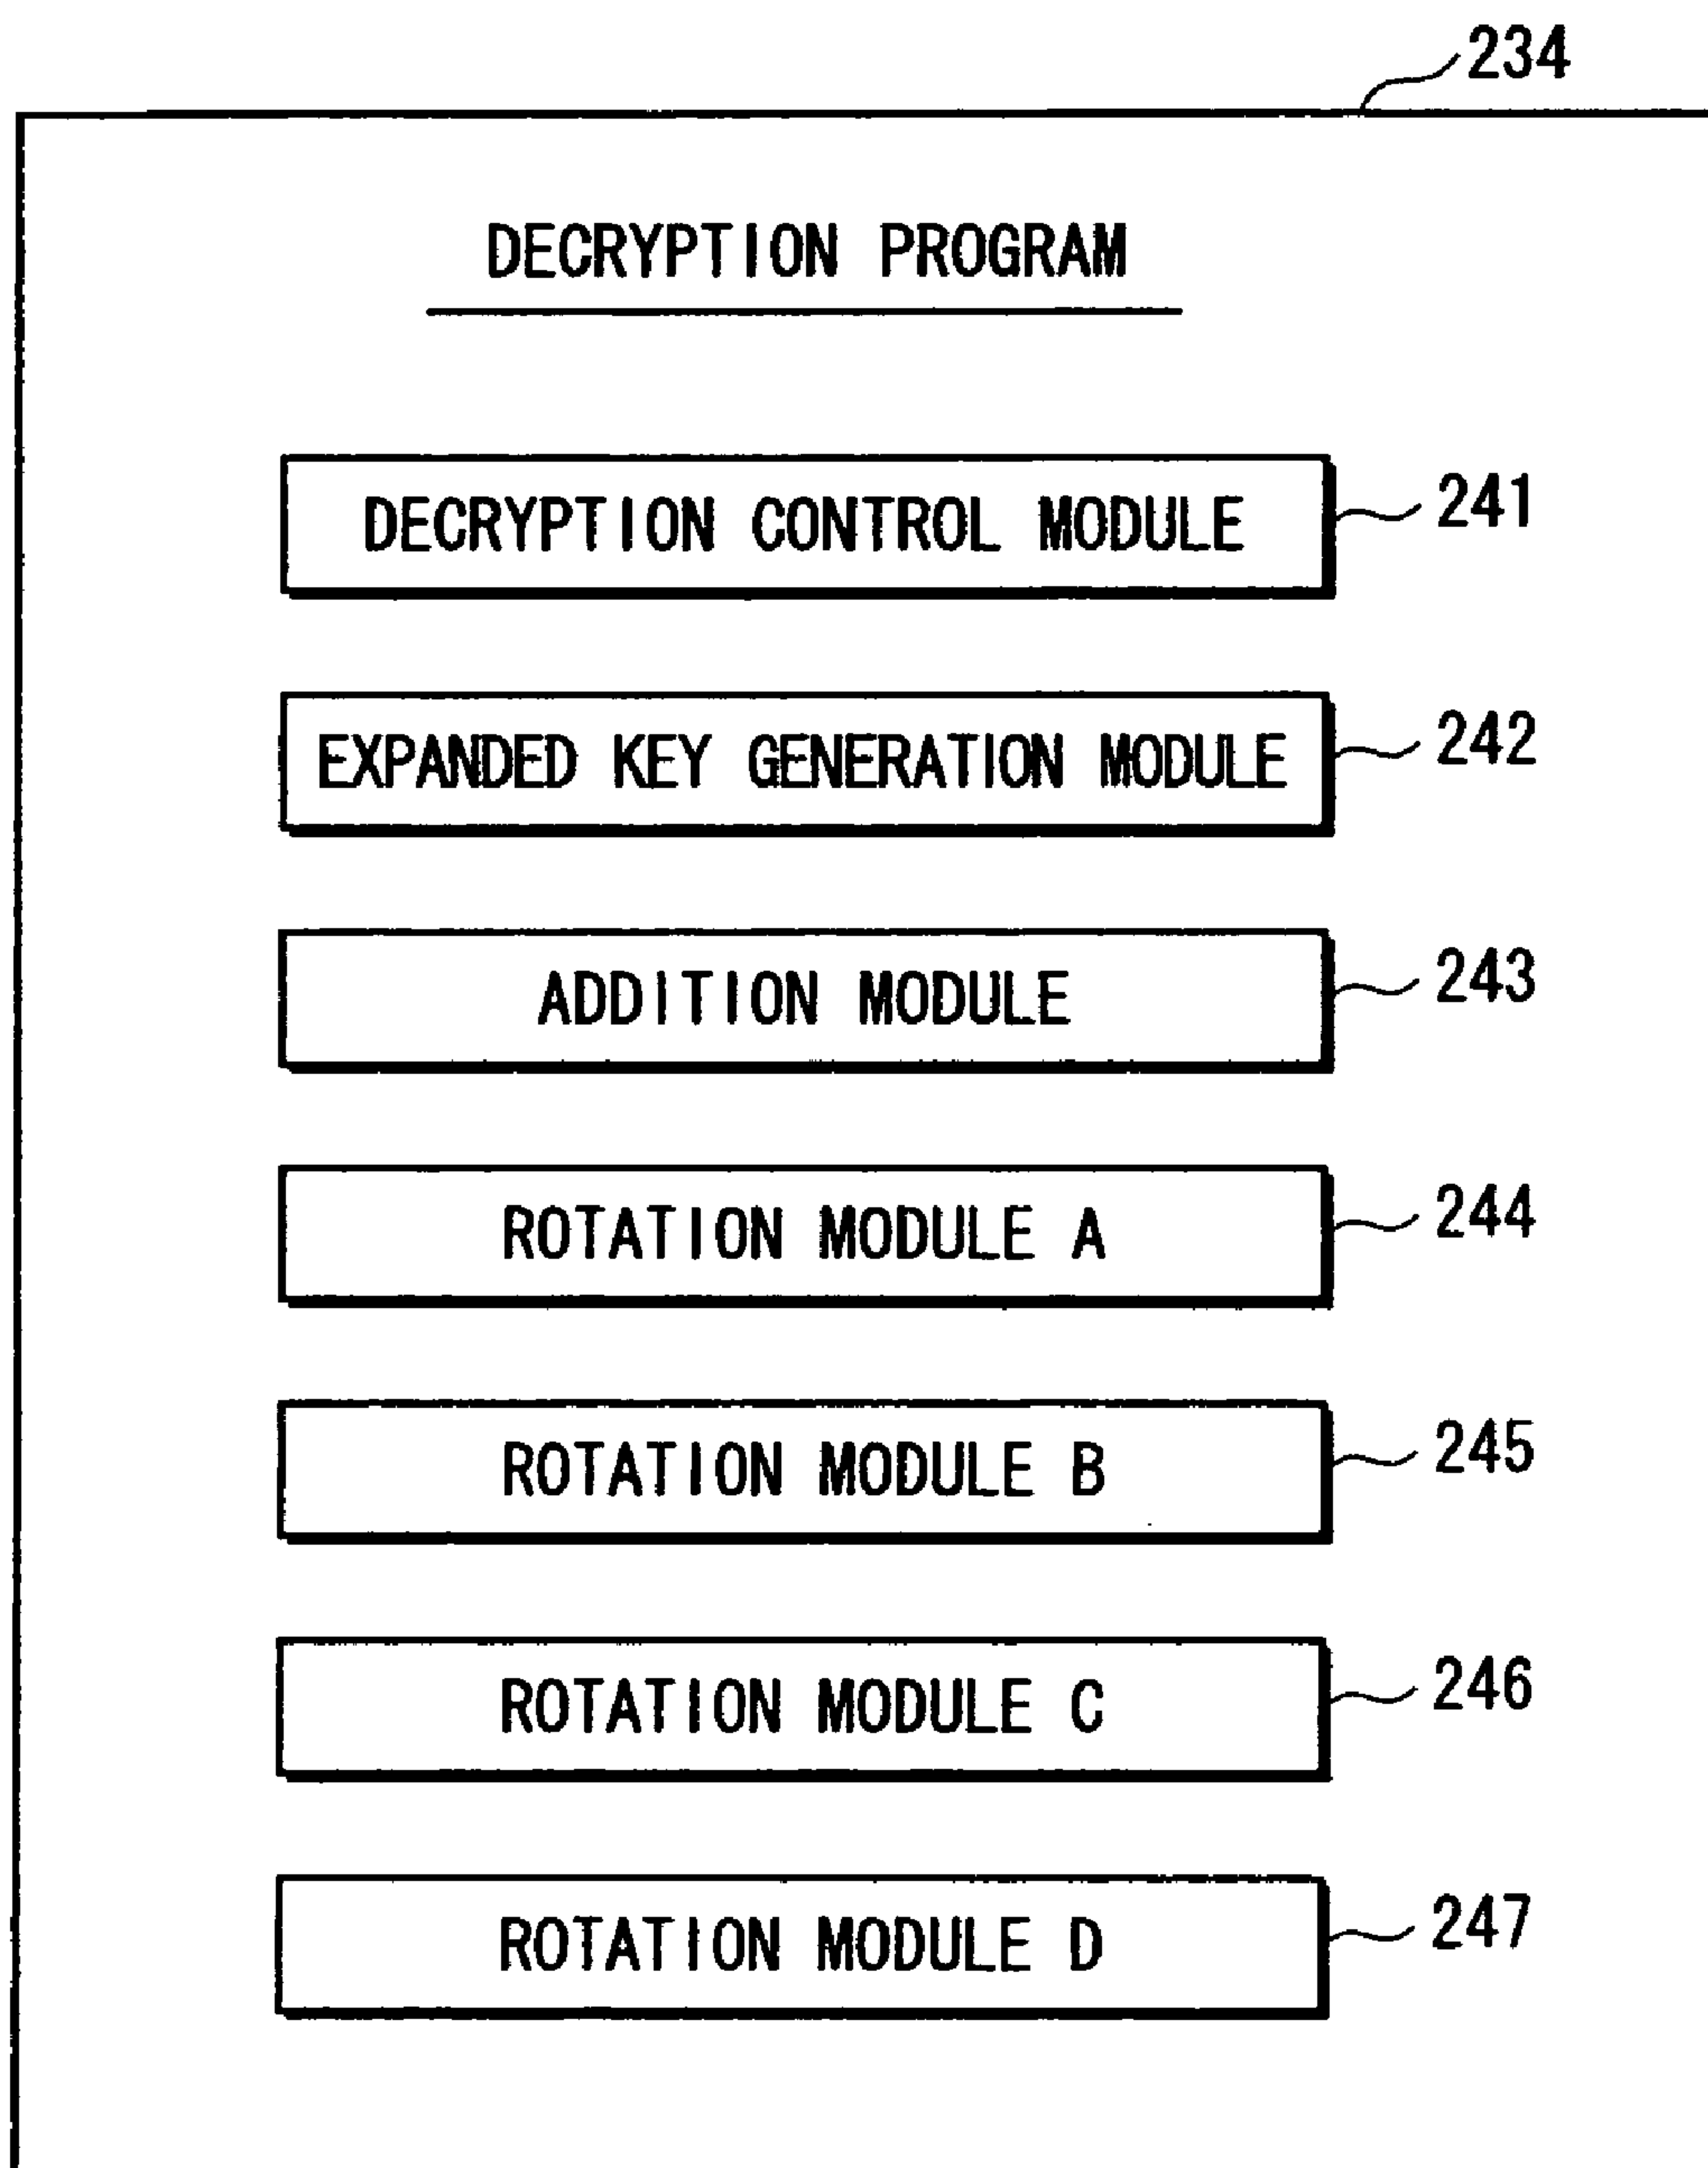 234
DECRYPTION PROGRAM
DECRYPTION CONTROL MODULE 241
EXPANDED KEY GENERATION MODULE 242
ADDITION MODULE 243
ROTATION MODULE A 244
ROTATION MODULE B 245
ROTATION MODULE C 246
ROTATION MODULE D 247